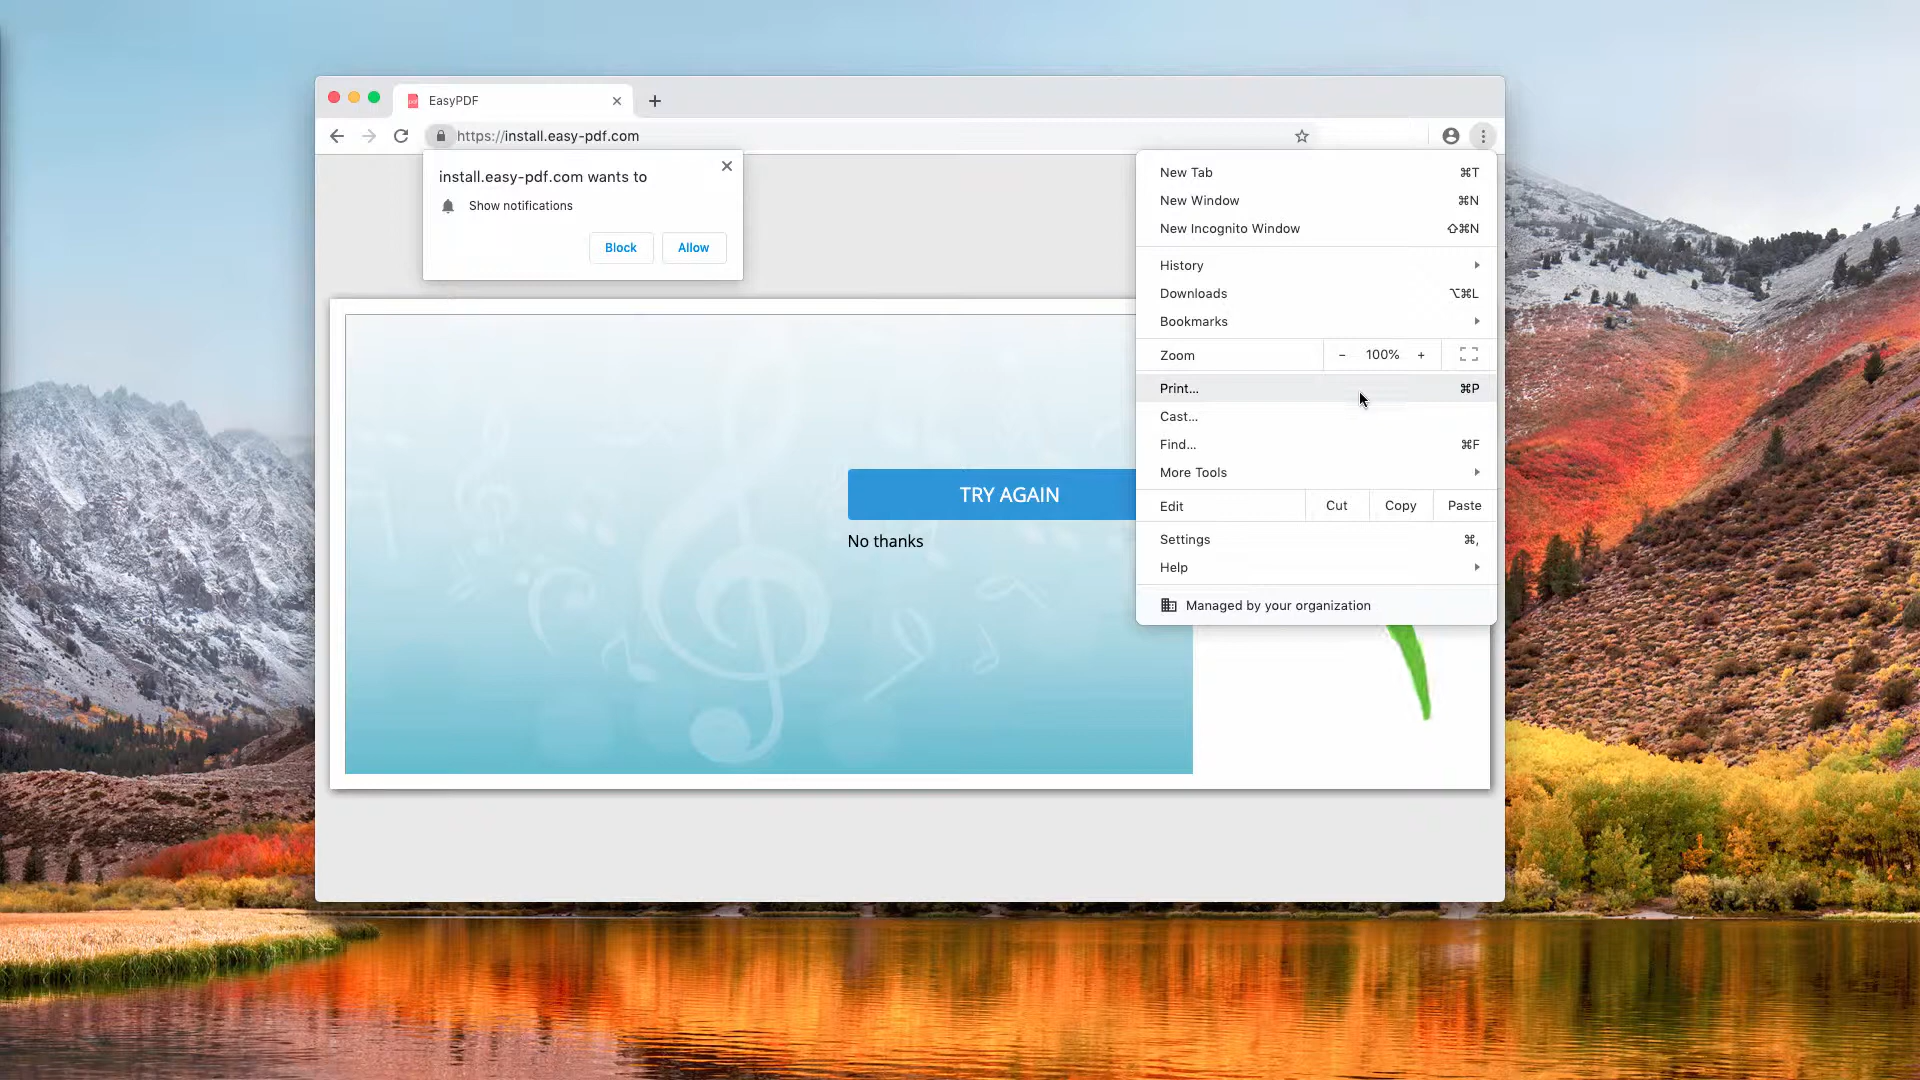 EasyPDF
https://install.easy-pdf.com
install.easy-pdf.com wants to
Show notifications
Block
Allow
TRY AGAIN
No thanks
New Tab ⌘T
New Window ⌘N
New Incognito Window ⇧⌘N
History
Downloads ⌥⌘L
Bookmarks
Zoom - 100% +
Print... ⌘P
Cast...
Find... ⌘F
More Tools
Edit Cut Copy Paste
Settings ⌘,
Help
Managed by your organization